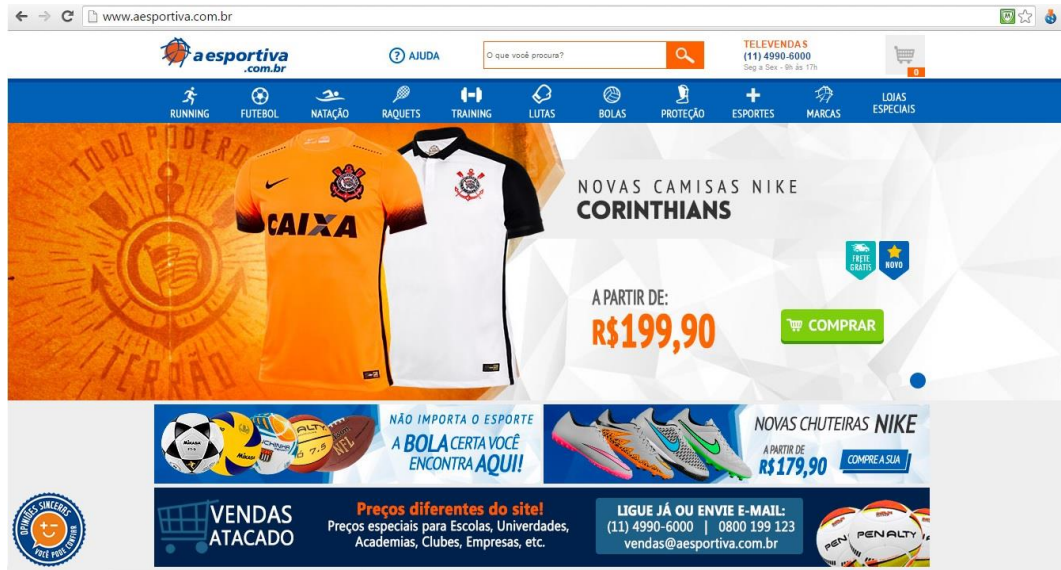 www.aesportiva.com.br
a esportiva
.com.br
? AJUDA
O que você procura?
TELEVENDAS
(11) 4990-6000
Seg a Sex - 9h às 17h
0
RUNNING
FUTEBOL
NATAÇÃO
RAQUETS
TRAINING
LUTAS
BOLAS
PROTEÇÃO
ESPORTES
MARCAS
LOJAS
ESPECIAIS
TODO PODERO
TERRÃO
CAIXA
NOVAS CAMISAS NIKE
CORINTHIANS
FRETE
GRATIS
NOVO
A PARTIR DE:
R$199,90
COMPRAR
NÃO IMPORTA O ESPORTE
A BOLA CERTA VOCÊ
ENCONTRA AQUI!
MIKASA
NFL
NOVAS CHUTEIRAS NIKE
A PARTIR DE
R$179,90
COMPRE A SUA
OPINIÕES SINCERAS
VOCÊ PODE CONFIAR
VENDAS
ATACADO
Preços diferentes do site!
Preços especiais para Escolas, Univerdades,
Academias, Clubes, Empresas, etc.
LIGUE JÁ OU ENVIE E-MAIL:
(11) 4990-6000 | 0800 199 123
vendas@aesportiva.com.br
PENALTY